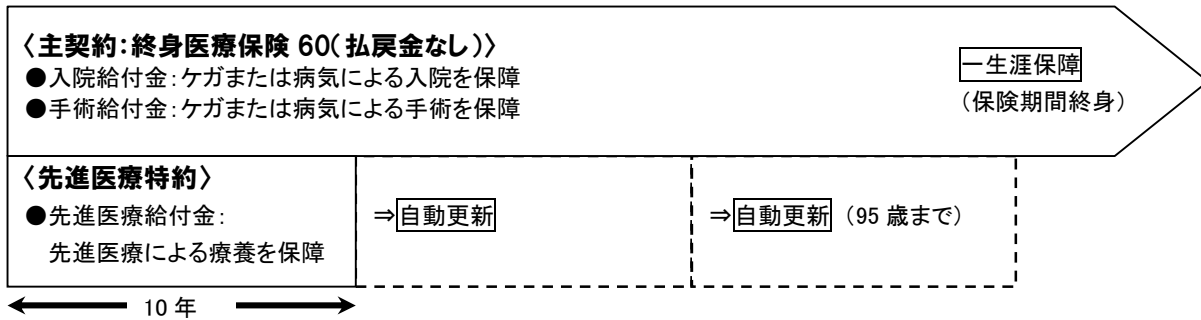 〈主契約：終身医療保険 60（払戻金なし）〉
●入院給付金：ケガまたは病気による入院を保障
●手術給付金：ケガまたは病気による手術を保障
一生涯保障
（保険期間終身）
〈先進医療特約〉
●先進医療給付金：
先進医療による療養を保障
⇒自動更新
⇒自動更新（95 歳まで）
10 年